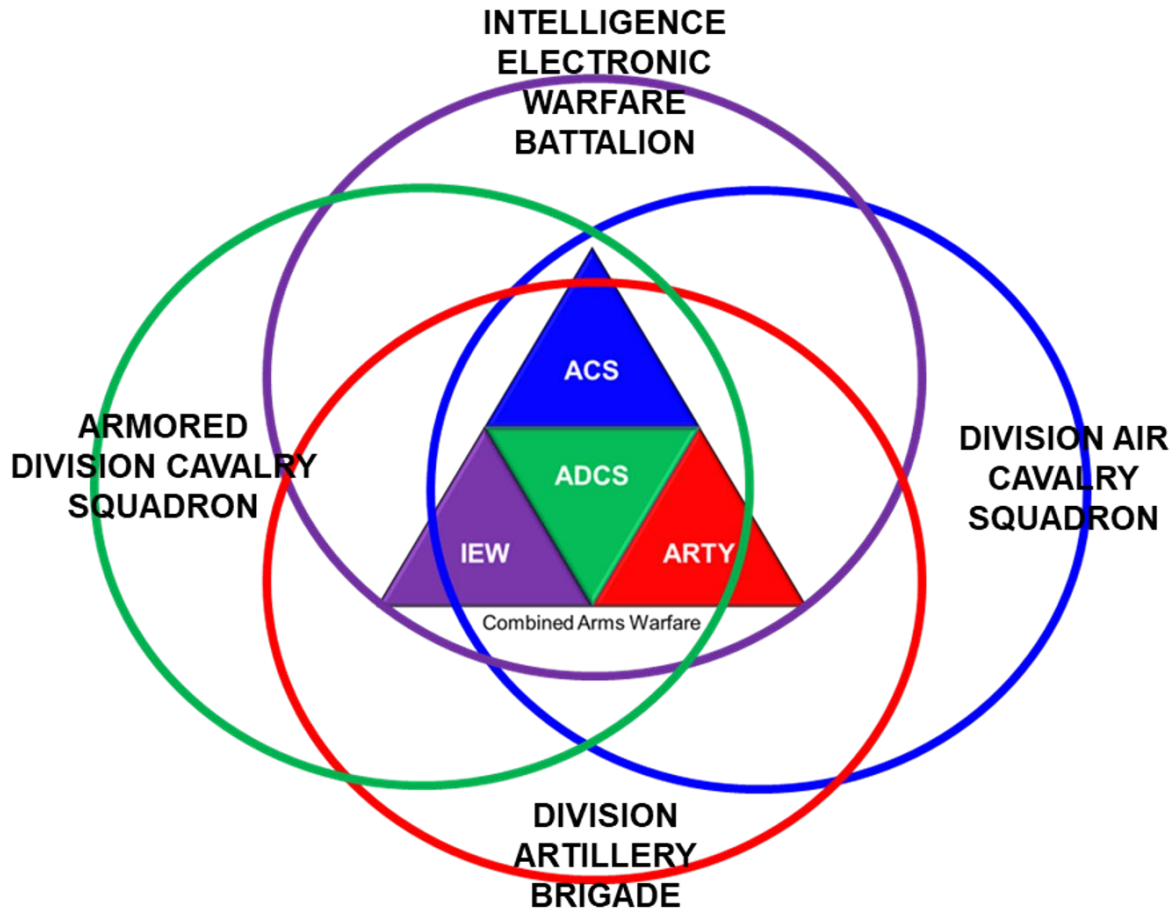 INTELLIGENCE
ELECTRONIC
WARFARE
BATTALION
ARMORED
DIVISION CAVALRY
SQUADRON
ACS
ADCS
IEW
ARTY
Combined Arms Warfare
DIVISION AIR
CAVALRY
SQUADRON
DIVISION
ARTILLERY
BRIGADE